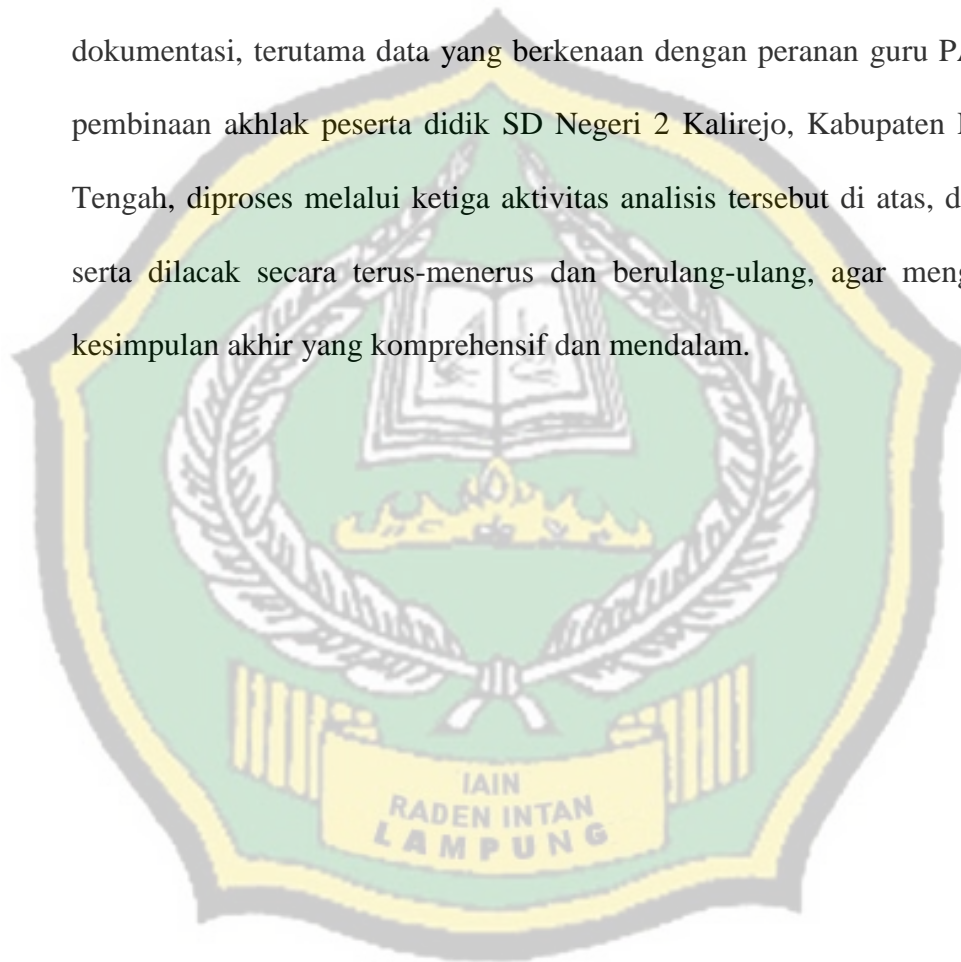 dokumentasi, terutama data yang berkenaan dengan peranan guru
pembinaan akhlak peserta didik SD Negeri 2 Kalirejo, Kabupaten
Tengah, diproses melalui ketiga aktivitas analisis tersebut di atas,
serta dilacak secara terus-menerus dan berulang-ulang, agar
kesimpulan akhir yang komprehensif dan mendalam.
IAIN
RADEN INTAN
LAMPUNG